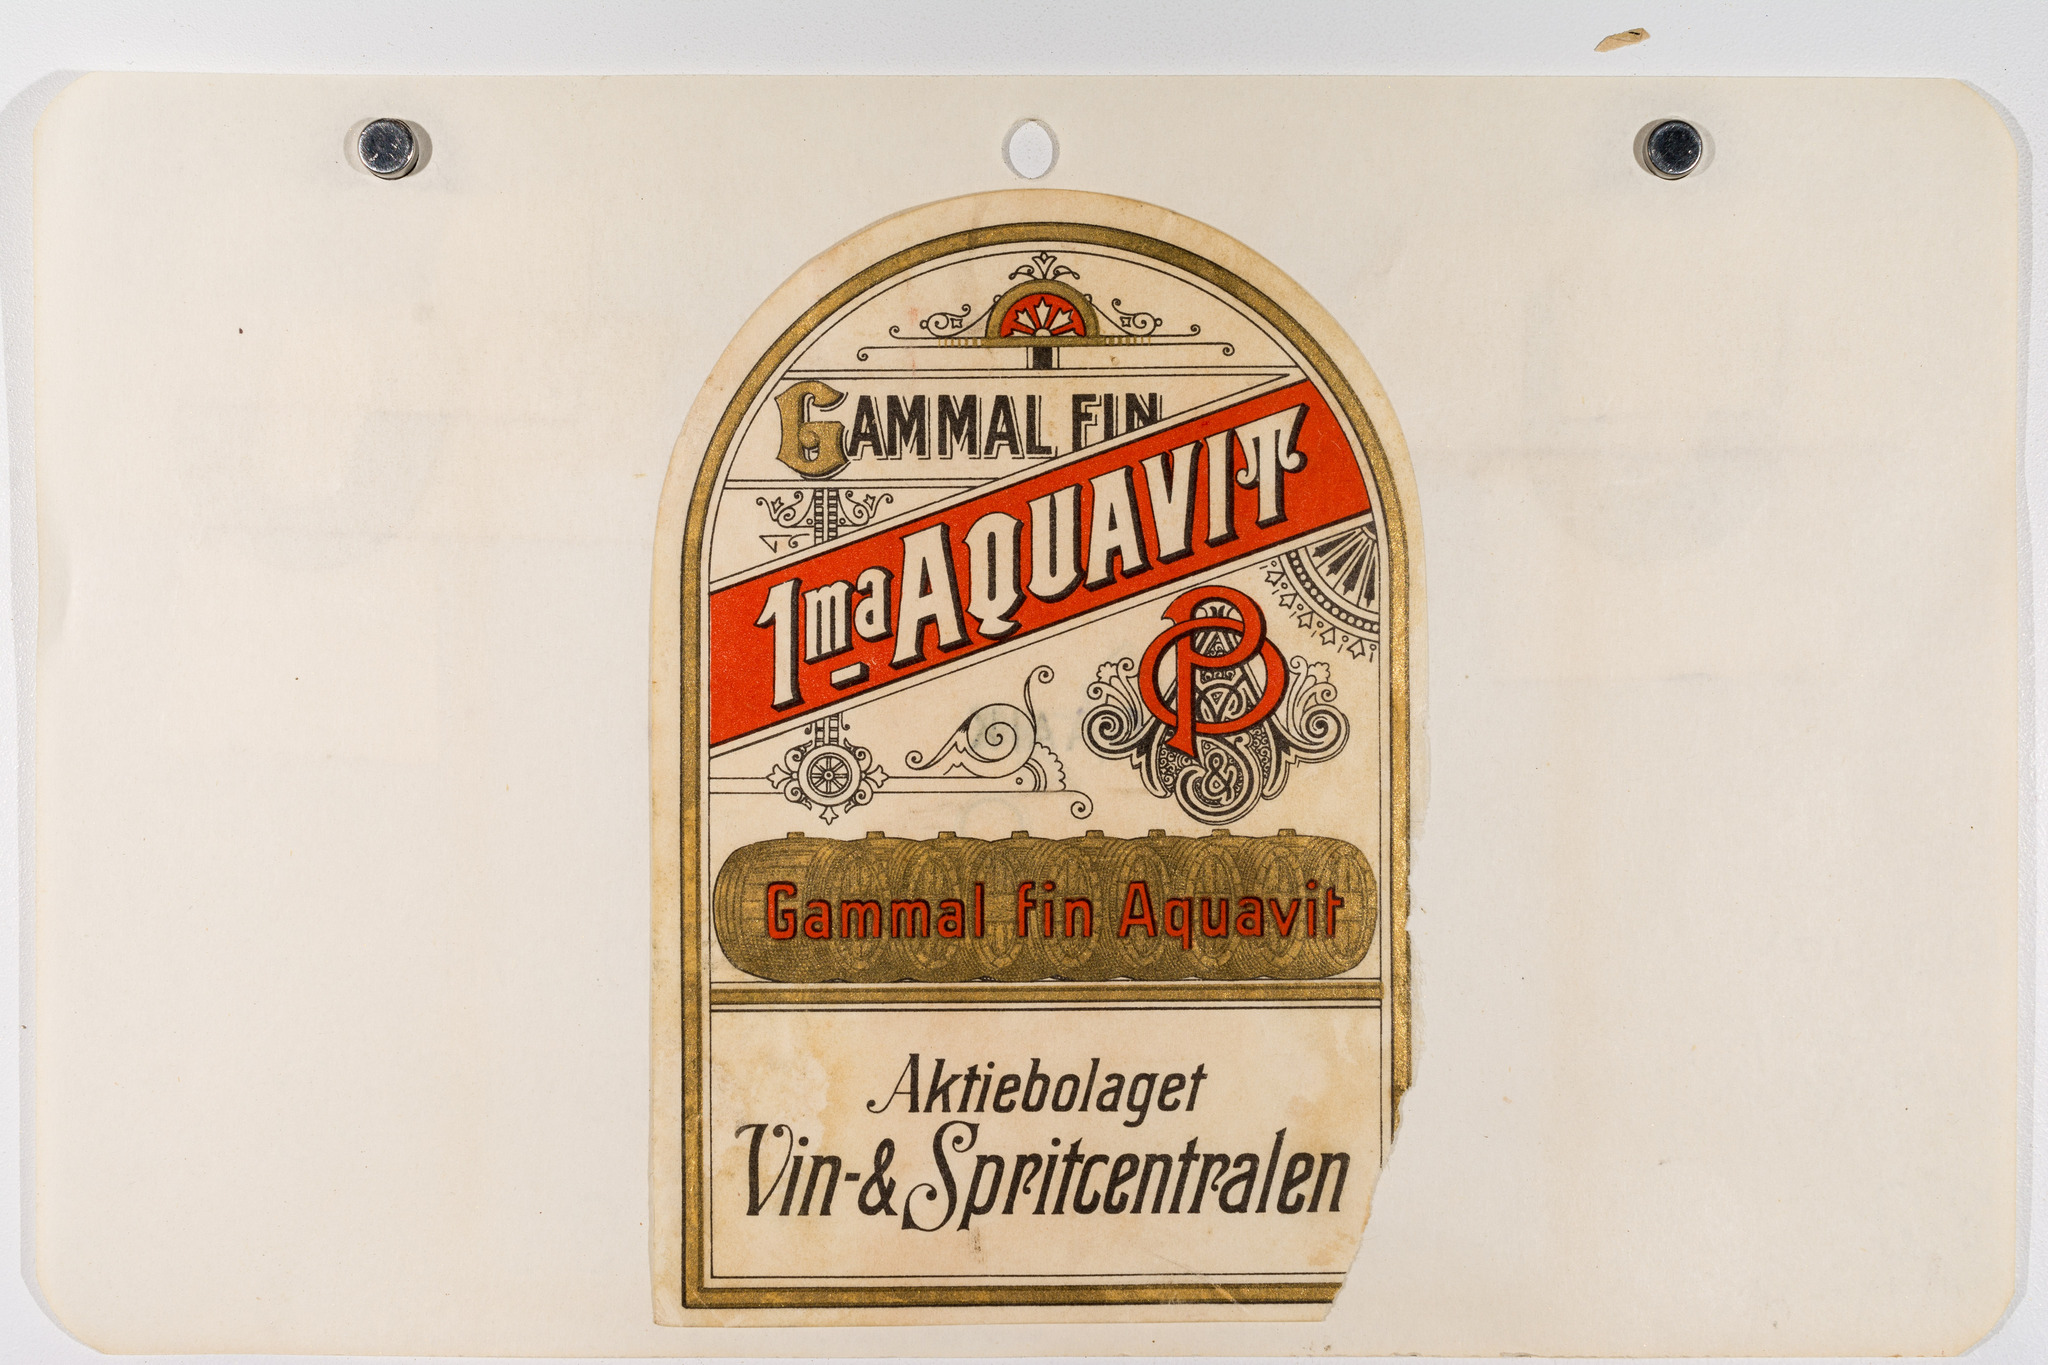 GAMMAL FIN
1ma AQUAVIT
Gammal fin Aquavit
Aktiebolaget
Vin-& Spritcentralen